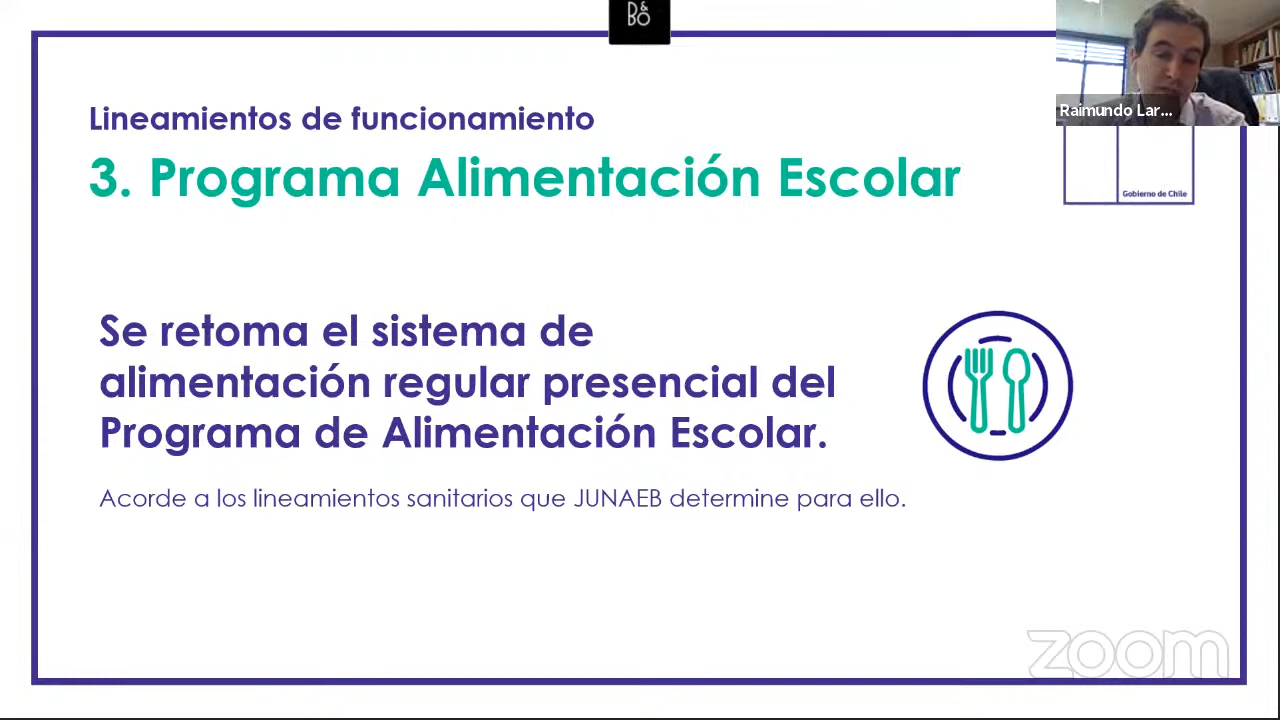 B&O
Raimundo Lar...
Lineamientos de funcionamiento
3. Programa Alimentación Escolar
Gobierno de Chile
Se retoma el sistema de
alimentación regular presencial del
Programa de Alimentación Escolar.
Acorde a los lineamientos sanitarios que JUNAEB determine para ello.
zoom